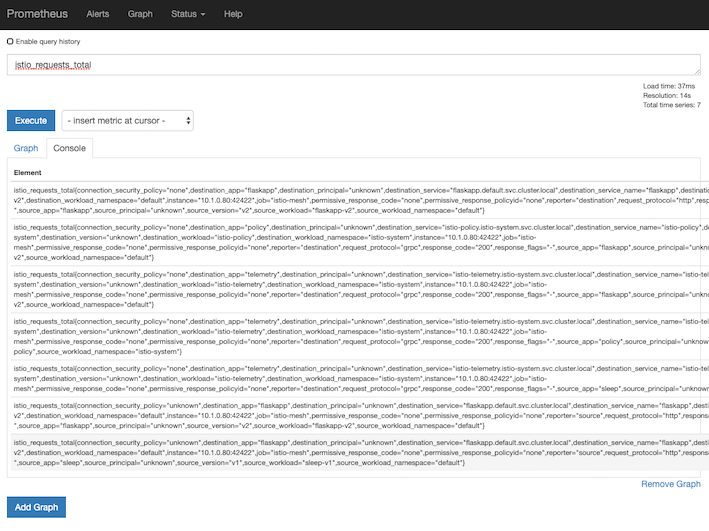 Prometheus Alerts Graph Status Help
Enable query history
istio_requests_total
Load time: 37ms
Resolution: 14s
Total time series: 7
Execute - insert metric at cursor -
Graph Console
Element
istio_requests_total{connection_security_policy="none",destination_app="flaskapp",destination_principal="unknown",destination_service="flaskapp.default.svc.cluster.local",destination_service_name="flaskapp",destination
v2",destination_workload_namespace="default",instance="10.1.0.80:42422",job="istio-mesh",permissive_response_code="none",permissive_response_policyid="none",reporter="destination",request_protocol="http",respons
",source_app="flaskapp",source_principal="unknown",source_version="v2",source_workload="flaskapp-v2",source_workload_namespace="default"}
istio_requests_total{connection_security_policy="none",destination_app="policy",destination_principal="unknown",destination_service="istio-policy.istio-system.svc.cluster.local",destination_service_name="istio-policy",de
system",destination_version="unknown",destination_workload="istio-policy",destination_workload_namespace="istio-system",instance="10.1.0.80:42422",job="istio-
mesh",permissive_response_code="none",permissive_response_policyid="none",reporter="destination",request_protocol="grpc",response_code="200",response_flags="-",source_app="flaskapp",source_principal="unkn
v2",source_workload_namespace="default"}
istio_requests_total{connection_security_policy="none",destination_app="telemetry",destination_principal="unknown",destination_service="istio-telemetry.istio-system.svc.cluster.local",destination_service_name="istio-tel
system",destination_version="unknown",destination_workload="istio-telemetry",destination_workload_namespace="istio-system",instance="10.1.0.80:42422",job="istio-
mesh",permissive_response_code="none",permissive_response_policyid="none",reporter="destination",request_protocol="grpc",response_code="200",response_flags="-",source_app="flaskapp",source_principal="unkn
v2",source_workload_namespace="default"}
istio_requests_total{connection_security_policy="none",destination_app="telemetry",destination_principal="unknown",destination_service="istio-telemetry.istio-system.svc.cluster.local",destination_service_name="istio-tel
system",destination_version="unknown",destination_workload="istio-telemetry",destination_workload_namespace="istio-system",instance="10.1.0.80:42422",job="istio-
mesh",permissive_response_code="none",permissive_response_policyid="none",reporter="destination",request_protocol="grpc",response_code="200",response_flags="-",source_app="policy",source_principal="unknow
policy",source_workload_namespace="istio-system"}
istio_requests_total{connection_security_policy="none",destination_app="telemetry",destination_principal="unknown",destination_service="istio-telemetry.istio-system.svc.cluster.local",destination_service_name="istio-tel
system",destination_version="unknown",destination_workload="istio-telemetry",destination_workload_namespace="istio-system",instance="10.1.0.80:42422",job="istio-
mesh",permissive_response_code="none",permissive_response_policyid="none",reporter="destination",request_protocol="grpc",response_code="200",response_flags="-",source_app="sleep",source_principal="unknown
istio_requests_total{connection_security_policy="unknown",destination_app="flaskapp",destination_principal="unknown",destination_service="flaskapp.default.svc.cluster.local",destination_service_name="flaskapp",desti
v2",destination_workload_namespace="default",instance="10.1.0.80:42422",job="istio-mesh",permissive_response_code="none",permissive_response_policyid="none",reporter="source",request_protocol="http",response
",source_app="flaskapp",source_principal="unknown",source_version="v2",source_workload="flaskapp-v2",source_workload_namespace="default"}
istio_requests_total{connection_security_policy="unknown",destination_app="flaskapp",destination_principal="unknown",destination_service="flaskapp.default.svc.cluster.local",destination_service_name="flaskapp",desti
v2",destination_workload_namespace="default",instance="10.1.0.80:42422",job="istio-mesh",permissive_response_code="none",permissive_response_policyid="none",reporter="source",request_protocol="http",response
",source_app="sleep",source_principal="unknown",source_version="v1",source_workload="sleep-v1",source_workload_namespace="default"}
Remove Graph
Add Graph